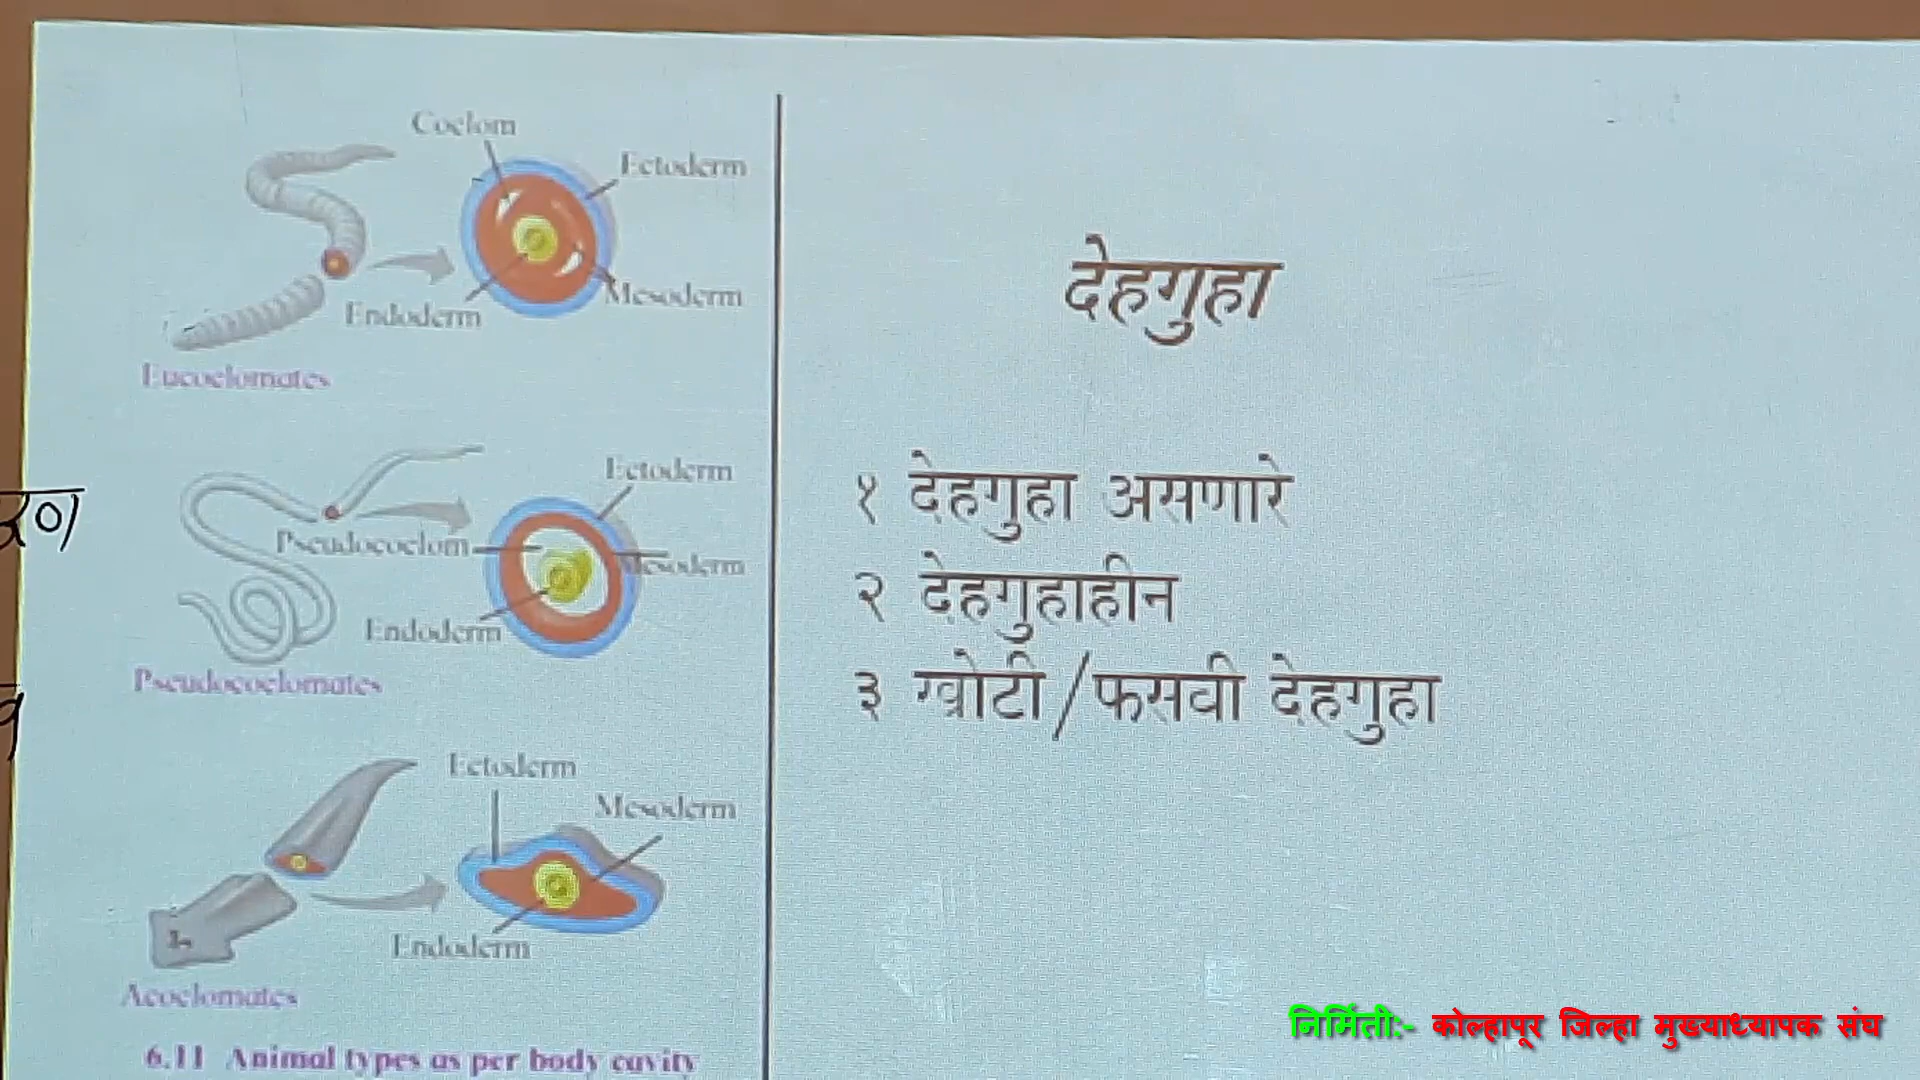 Coelom
Ectoderm
Mesoderm
Endoderm
Eucoelomates
Ectoderm
Pseudocoelom
Mesoderm
Endoderm
Pseudocoelomates
Ectoderm
Mesoderm
Endoderm
Acoelomates
6.11 Animal types as per body cavity
देहगुहा
१ देहगुहा असणारे
२ देहगुहाहीन
३ खोटी/फसवी देहगुहा
निर्मिती:- कोल्हापूर जिल्हा मुख्याध्यापक संघ